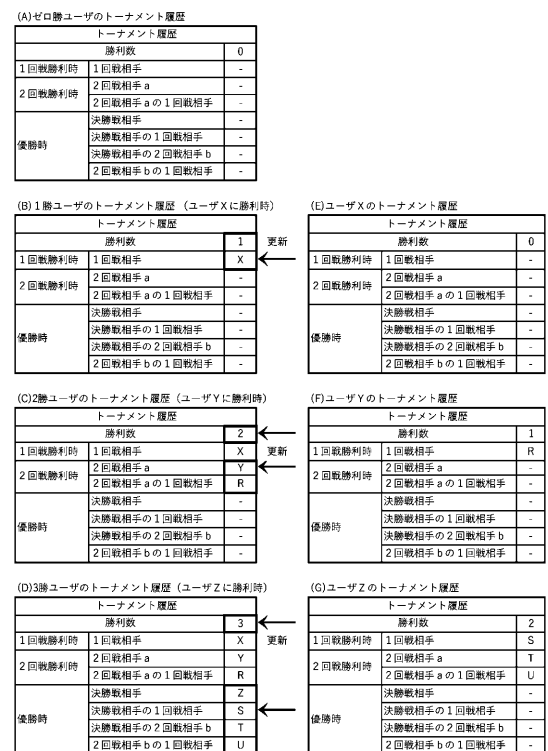 (A)ゼロ勝ユーザのトーナメント履歴
トーナメント履歴
勝利数 0
1回戦勝利時 1回戦相手 -
2回戦勝利時 2回戦相手a -
2回戦相手aの1回戦相手 -
優勝時 決勝戦相手 -
決勝戦相手の1回戦相手 -
決勝戦相手の2回戦相手b -
2回戦相手bの1回戦相手 -
(B)1勝ユーザのトーナメント履歴（ユーザXに勝利時）
トーナメント履歴
勝利数 1
1回戦勝利時 1回戦相手 X
2回戦勝利時 2回戦相手a -
2回戦相手aの1回戦相手 -
優勝時 決勝戦相手 -
決勝戦相手の1回戦相手 -
決勝戦相手の2回戦相手b -
2回戦相手bの1回戦相手 -
更新
(E)ユーザXのトーナメント履歴
トーナメント履歴
勝利数 0
1回戦勝利時 1回戦相手 -
2回戦勝利時 2回戦相手a -
2回戦相手aの1回戦相手 -
優勝時 決勝戦相手 -
決勝戦相手の1回戦相手 -
決勝戦相手の2回戦相手b -
2回戦相手bの1回戦相手 -
(C)2勝ユーザのトーナメント履歴（ユーザYに勝利時）
トーナメント履歴
勝利数 2
1回戦勝利時 1回戦相手 X
2回戦勝利時 2回戦相手a Y
2回戦相手aの1回戦相手 R
優勝時 決勝戦相手 -
決勝戦相手の1回戦相手 -
決勝戦相手の2回戦相手b -
2回戦相手bの1回戦相手 -
更新
(F)ユーザYのトーナメント履歴
トーナメント履歴
勝利数 1
1回戦勝利時 1回戦相手 R
2回戦勝利時 2回戦相手a -
2回戦相手aの1回戦相手 -
優勝時 決勝戦相手 -
決勝戦相手の1回戦相手 -
決勝戦相手の2回戦相手b -
2回戦相手bの1回戦相手 -
(D)3勝ユーザのトーナメント履歴（ユーザZに勝利時）
トーナメント履歴
勝利数 3
1回戦勝利時 1回戦相手 X
2回戦勝利時 2回戦相手a Y
2回戦相手aの1回戦相手 R
優勝時 決勝戦相手 Z
決勝戦相手の1回戦相手 S
決勝戦相手の2回戦相手b T
2回戦相手bの1回戦相手 U
更新
(G)ユーザZのトーナメント履歴
トーナメント履歴
勝利数 2
1回戦勝利時 1回戦相手 S
2回戦勝利時 2回戦相手a T
2回戦相手aの1回戦相手 U
優勝時 決勝戦相手 -
決勝戦相手の1回戦相手 -
決勝戦相手の2回戦相手b -
2回戦相手bの1回戦相手 -